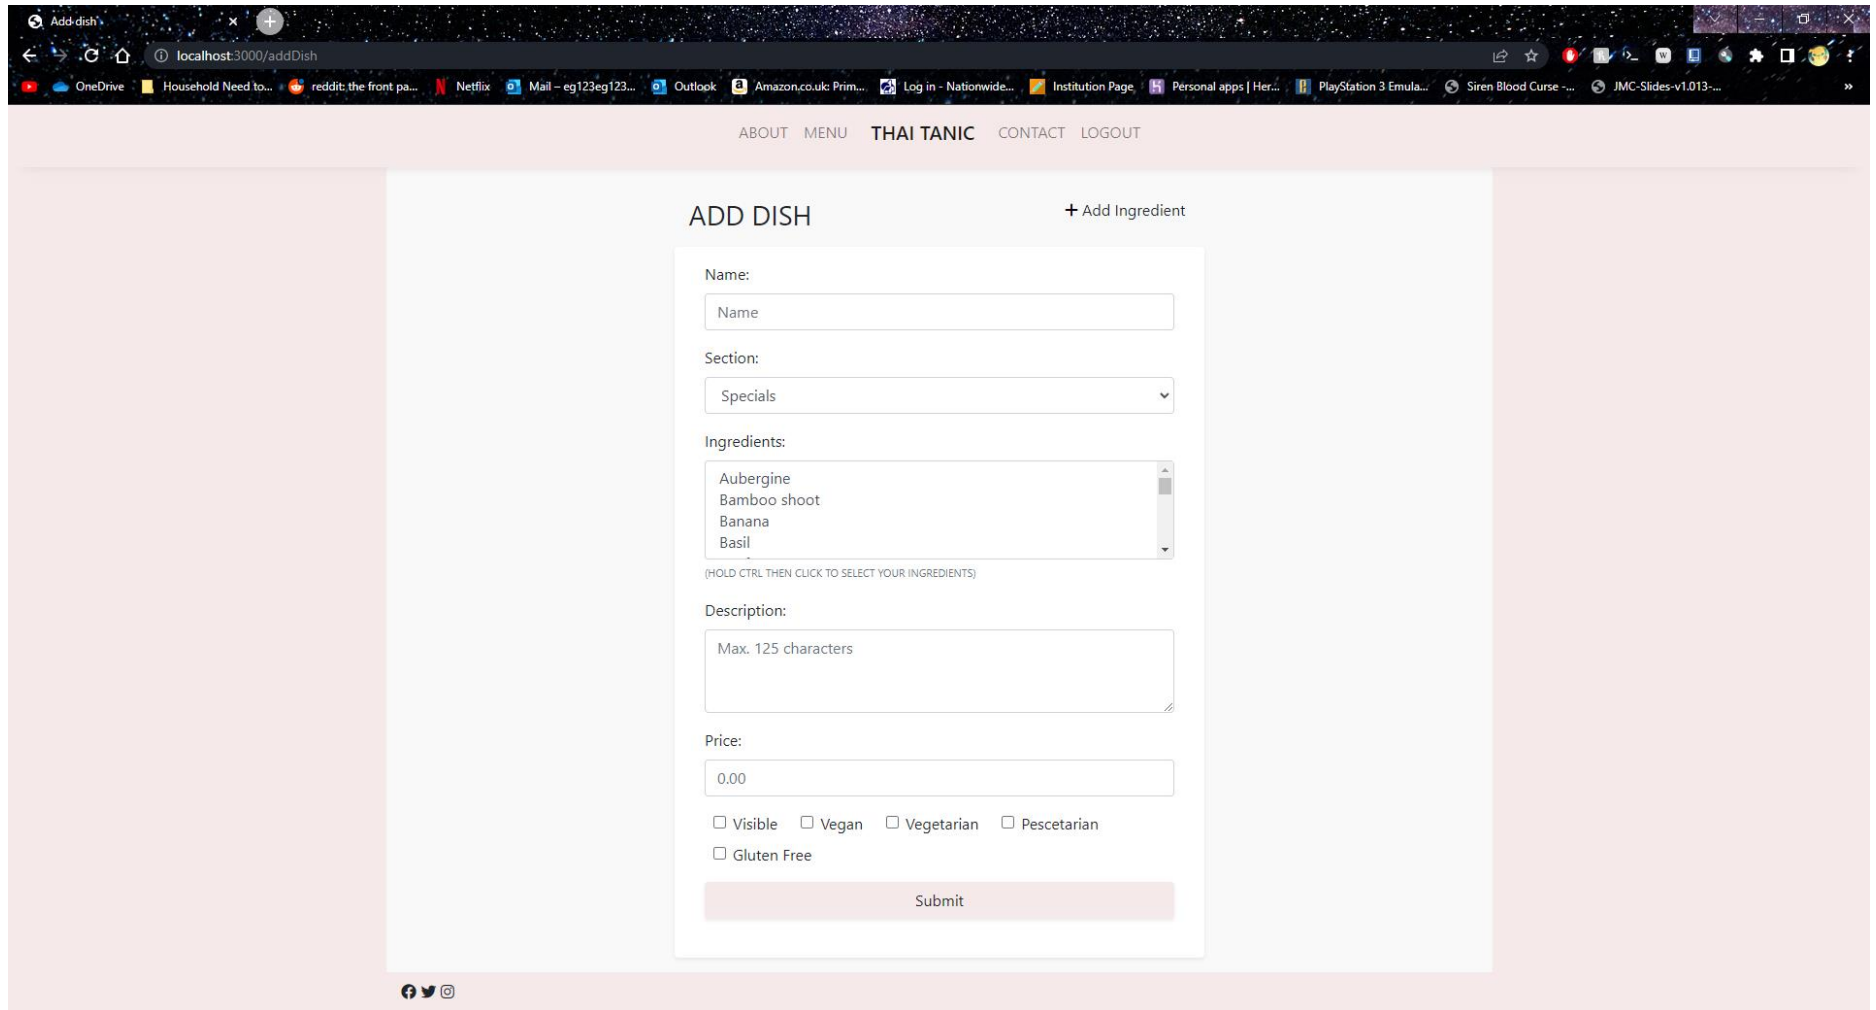 Add dish
localhost:3000/addDish
OneDrive Household Need to... reddit: the front pa... Netflix Mail – eg123eg123... Outlook Amazon.co.uk: Prim... Log in - Nationwide... Institution Page Personal apps | Her... PlayStation 3 Emula... Siren Blood Curse -... JMC-Slides-v1.013-... »
ABOUT MENU THAI TANIC CONTACT LOGOUT
ADD DISH + Add Ingredient
Name:
Name
Section:
Specials
Ingredients:
Aubergine
Bamboo shoot
Banana
Basil
(HOLD CTRL THEN CLICK TO SELECT YOUR INGREDIENTS)
Description:
Max. 125 characters
Price:
0.00
Visible Vegan Vegetarian Pescetarian
Gluten Free
Submit